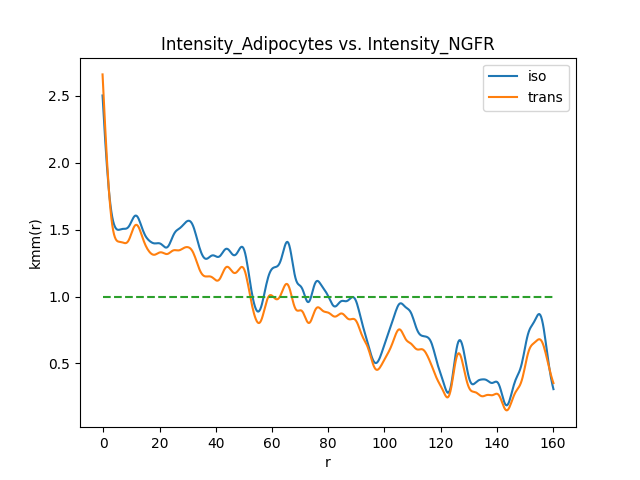 Intensity_Adipocytes vs. Intensity_NGFR
iso
trans
kmm(r)
2.5
2.0
1.5
1.0
0.5
0 20 40 60 80 100 120 140 160
r